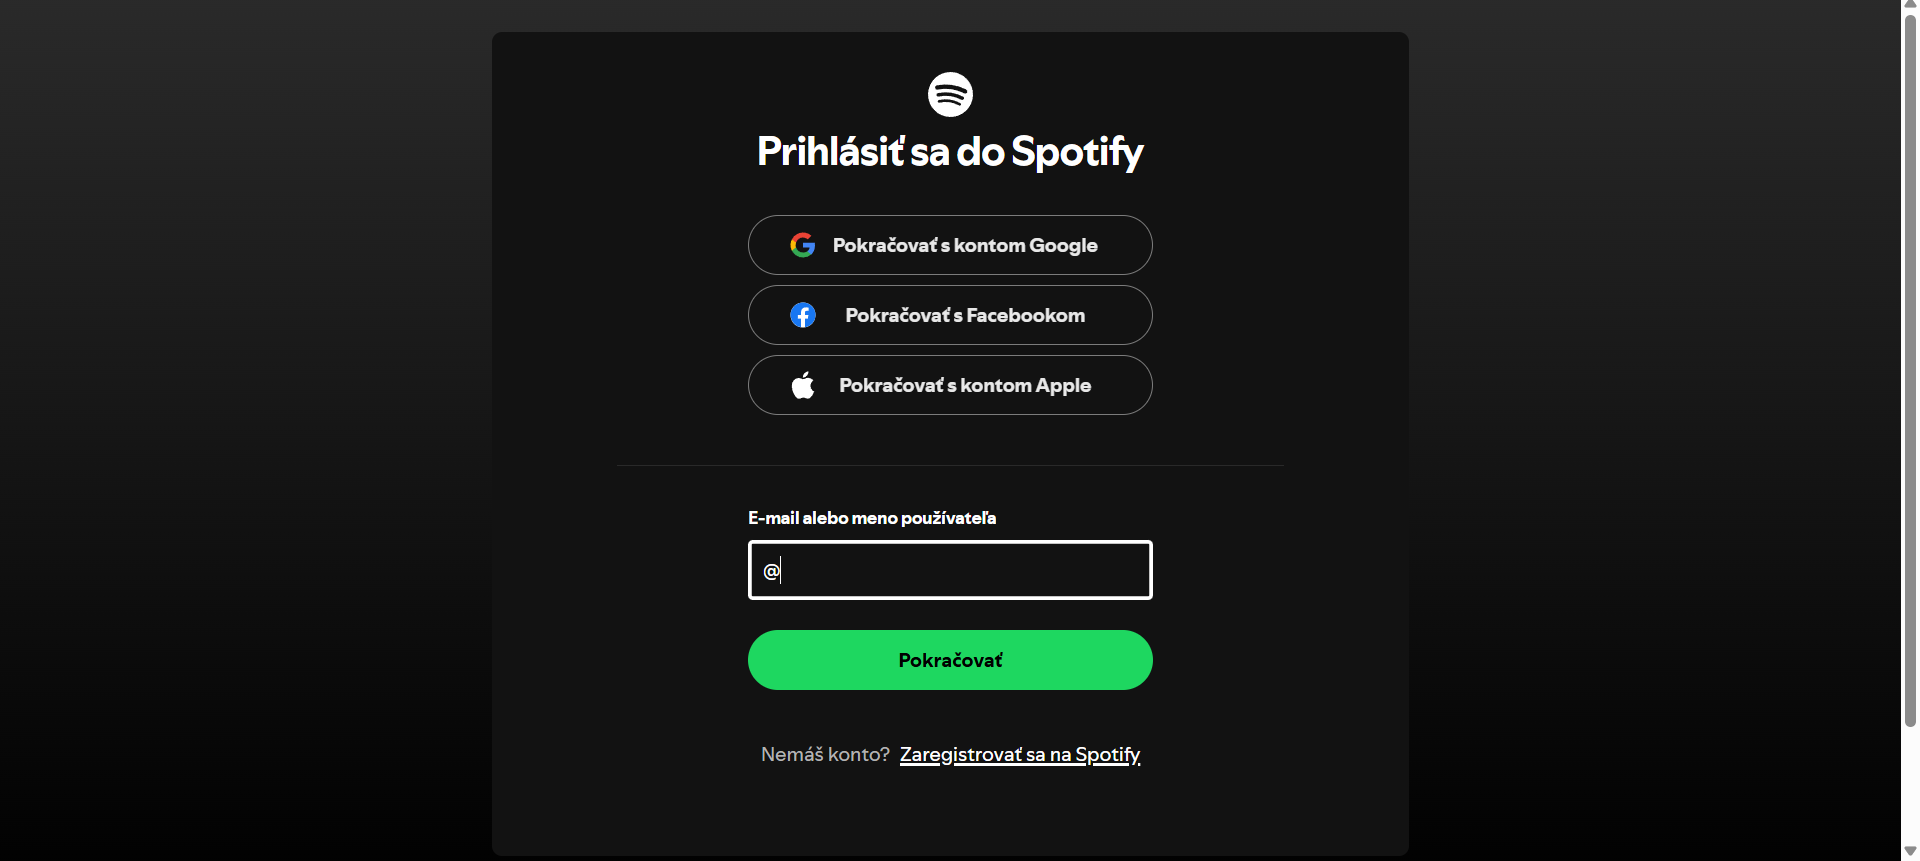 Prihlásiť sa do Spotify
Pokračovať s kontom Google
Pokračovať s Facebookom
Pokračovať s kontom Apple
E-mail alebo meno používateľa
@
Pokračovať
Nemáš konto? Zaregistrovať sa na Spotify